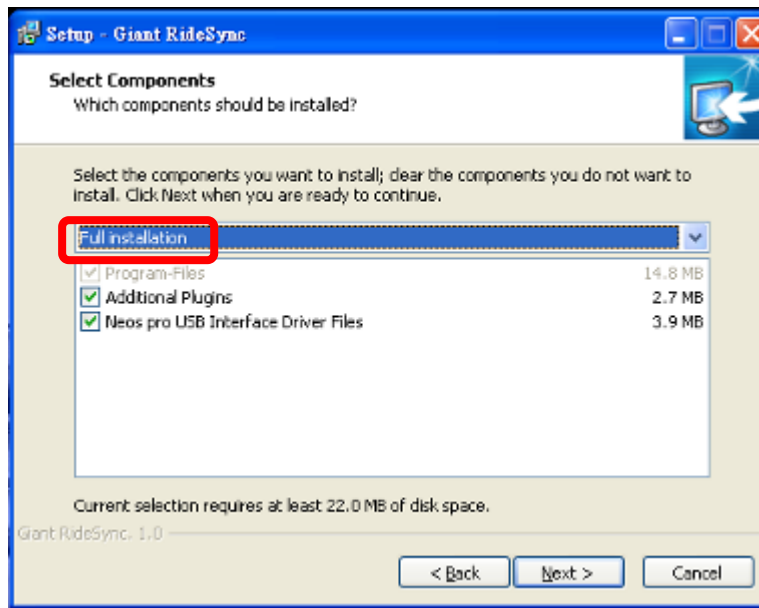 Setup - Giant RideSync
Select Components
Which components should be installed?
Select the components you want to install; clear the components you do not want to
install. Click Next when you are ready to continue.
Full installation
Program-Files 14.8 MB
Additional Plugins 2.7 MB
Neos pro USB Interface Driver Files 3.9 MB
Current selection requires at least 22.0 MB of disk space.
Giant RideSync. 1.0
< Back Next > Cancel